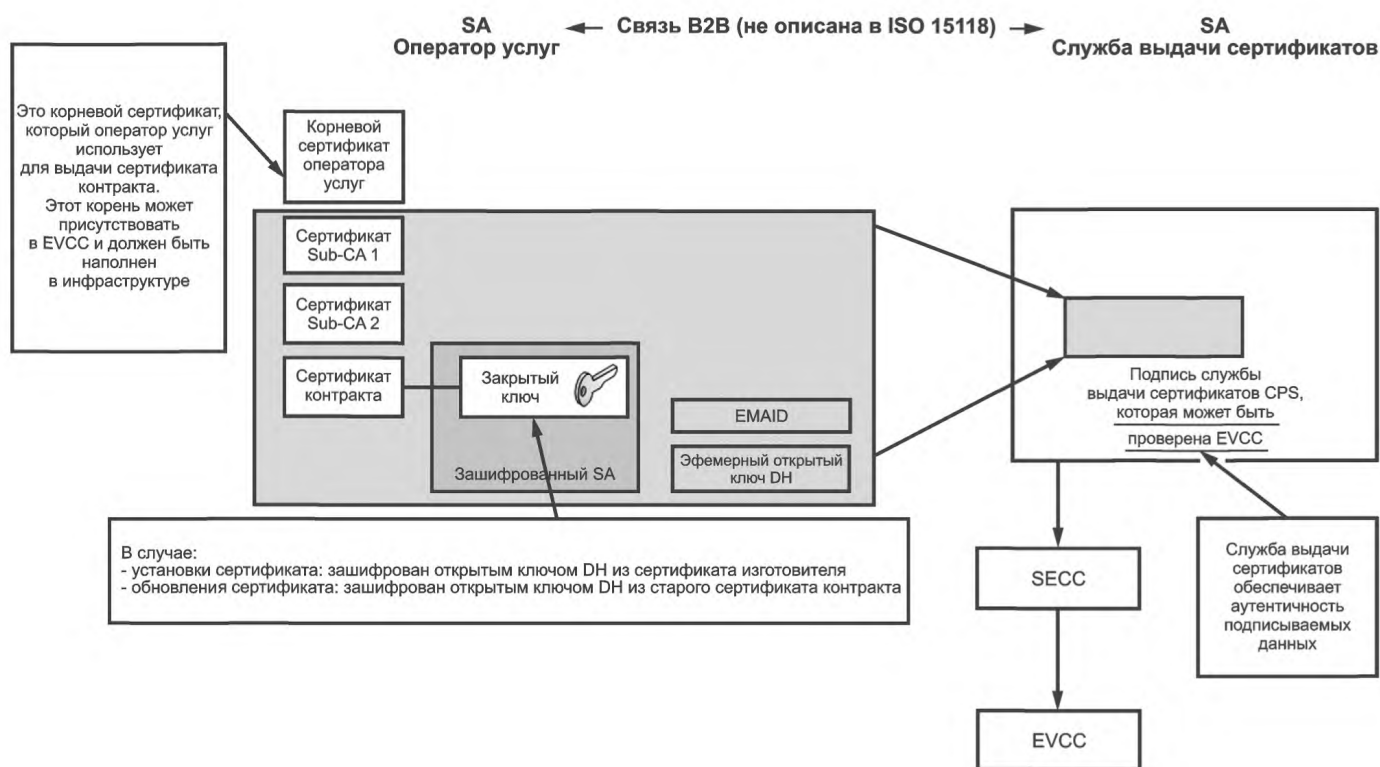 SA
Оператор услуг
Связь B2B (не описана в ISO 15118)
SA
Служба выдачи сертификатов
Это корневой сертификат,
который оператор услуг
использует
для выдачи сертификата
контракта.
Этот корень может
присутствовать
в EVCC и должен быть
наполнен
в инфраструктуре
Корневой
сертификат
оператора
услуг
Сертификат
Sub-CA 1
Сертификат
Sub-CA 2
Сертификат
контракта
Закрытый
ключ
Зашифрованный SA
EMAID
Эфемерный открытый
ключ DH
Подпись службы
выдачи сертификатов CPS,
которая может быть
проверена EVCC
В случае:
- установки сертификата: зашифрован открытым ключом DH из сертификата изготовителя
- обновления сертификата: зашифрован открытым ключом DH из старого сертификата контракта
SECC
Служба выдачи
сертификатов
обеспечивает
аутентичность
подписываемых
данных
EVCC